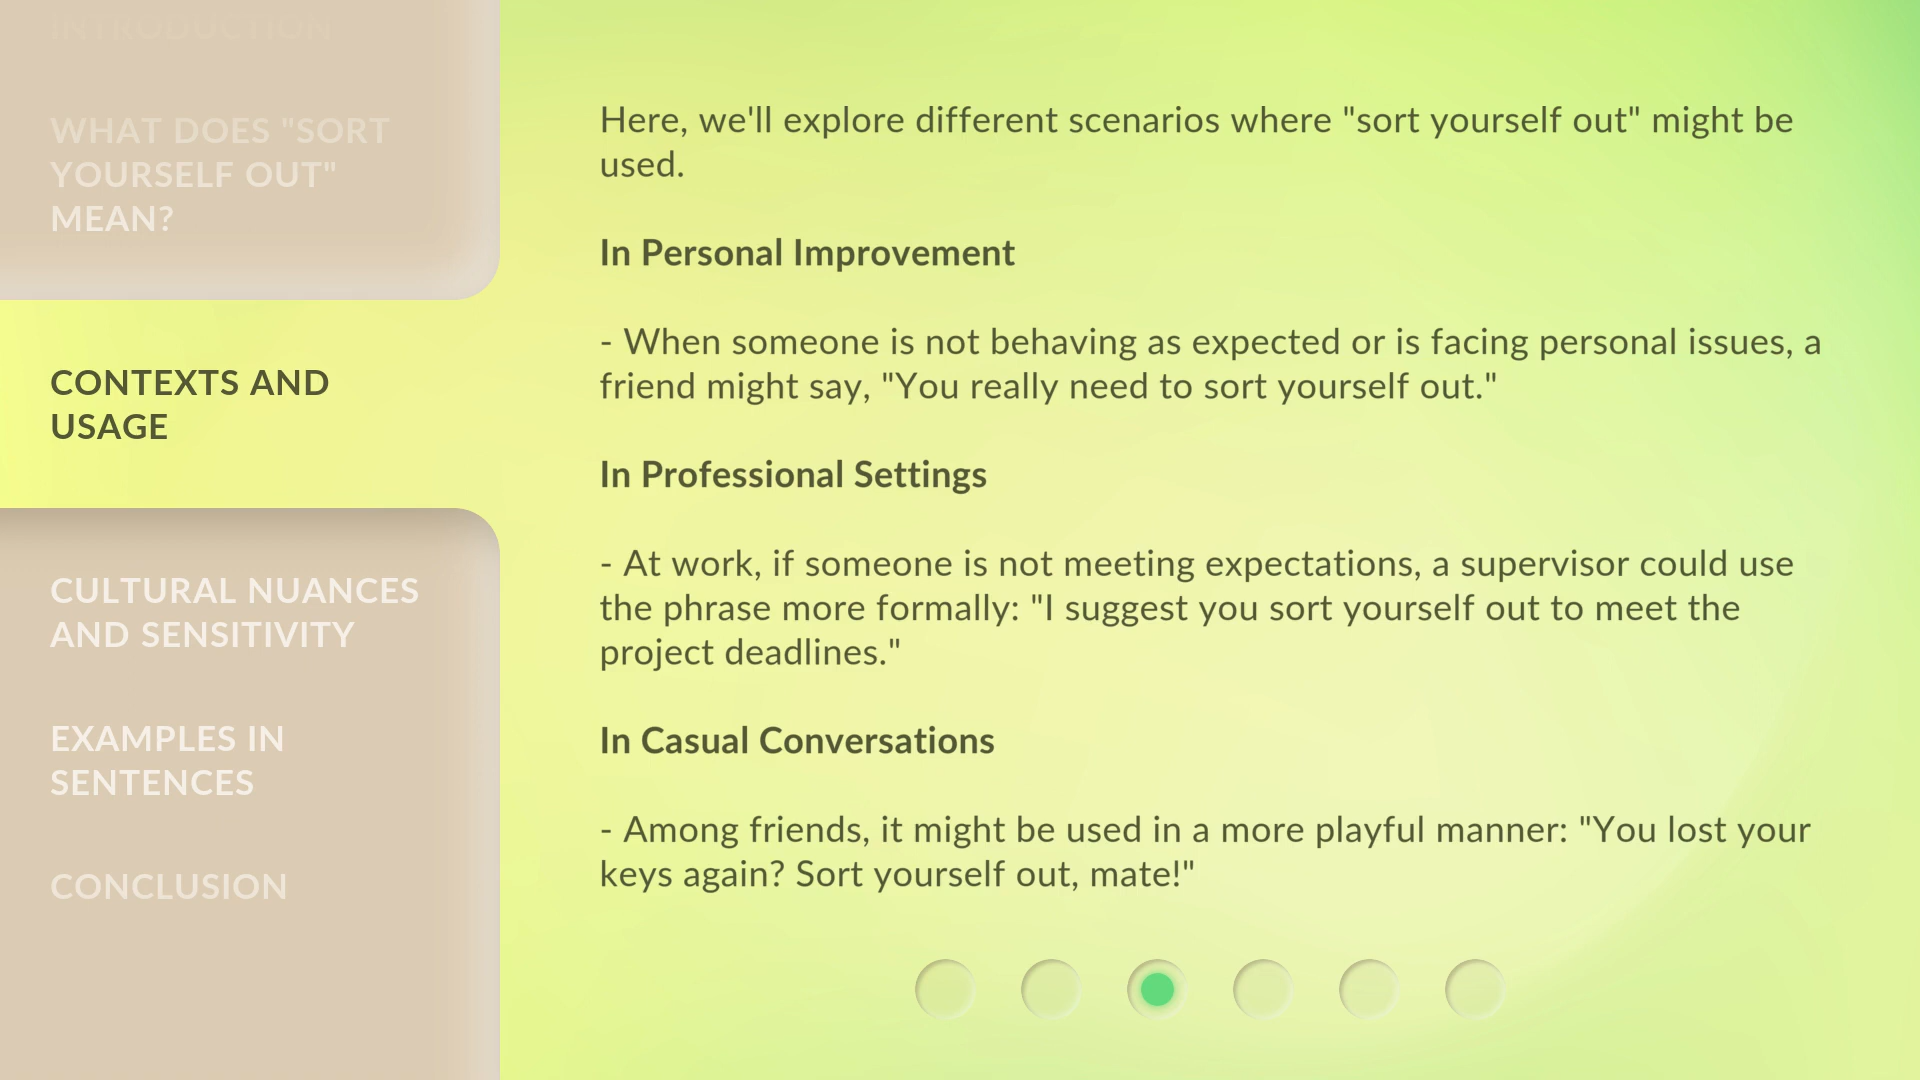 INTRODUCTION
WHAT DOES "SORT
YOURSELF OUT"
MEAN?
CONTEXTS AND
USAGE
CULTURAL NUANCES
AND SENSITIVITY
EXAMPLES IN
SENTENCES
CONCLUSION
Here, we'll explore different scenarios where "sort yourself out" might be
used.
In Personal Improvement
- When someone is not behaving as expected or is facing personal issues, a
friend might say, "You really need to sort yourself out."
In Professional Settings
- At work, if someone is not meeting expectations, a supervisor could use
the phrase more formally: "I suggest you sort yourself out to meet the
project deadlines."
In Casual Conversations
- Among friends, it might be used in a more playful manner: "You lost your
keys again? Sort yourself out, mate!"